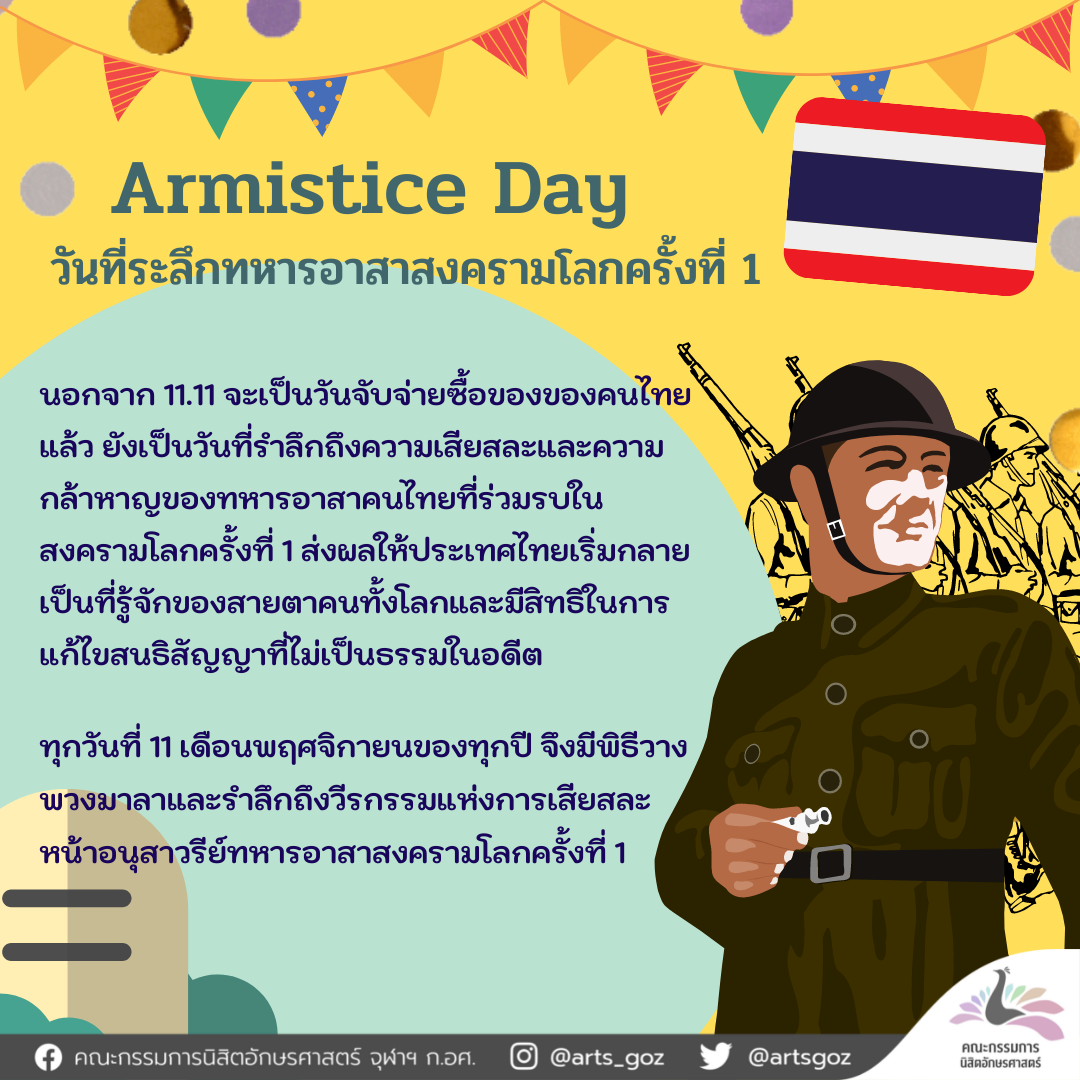 Armistice Day
วันที่ระลึกทหารอาสาสงครามโลกครั้งที่ 1
นอกจาก 11.11 จะเป็นวันจับจ่ายซื้อของของคนไทย
แล้ว ยังเป็นวันที่รำลึกถึงความเสียสละและความ
กล้าหาญของทหารอาสาคนไทยที่ร่วมรบใน
สงครามโลกครั้งที่ 1 ส่งผลให้ประเทศไทยเริ่มกลาย
เป็นที่รู้จักของสายตาคนทั้งโลกและมีสิทธิในการ
แก้ไขสนธิสัญญาที่ไม่เป็นธรรมในอดีต
ทุกวันที่ 11 เดือนพฤศจิกายนของทุกปี จึงมีพิธีวาง
พวงมาลาและรำลึกถึงวีรกรรมแห่งการเสียสละ
หน้าอนุสาวรีย์ทหารอาสาสงครามโลกครั้งที่ 1
คณะกรรมการนิสิตอักษรศาสตร์ จุฬาฯ ก.อศ.
@arts_goz
@artsgoz
คณะกรรมการ
นิสิตอักษรศาสตร์